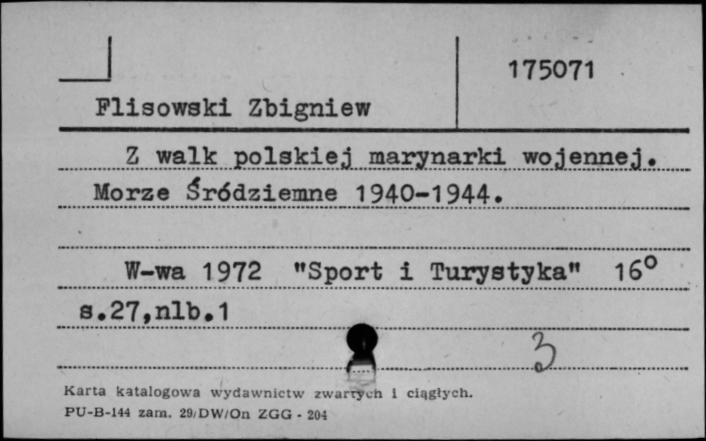 175071
Flisowski Zbigniew
Z walk polskiej marynarki wojennej.
Morze Śródziemne 1940-1944.
W-wa 1972 "Sport i Turystyka" 16°
s.27,nlb.1
3
Karta katalogowa wydawnictw zwartych i ciągłych.
PU-B-144 zam. 29/DW/On ZGG - 204